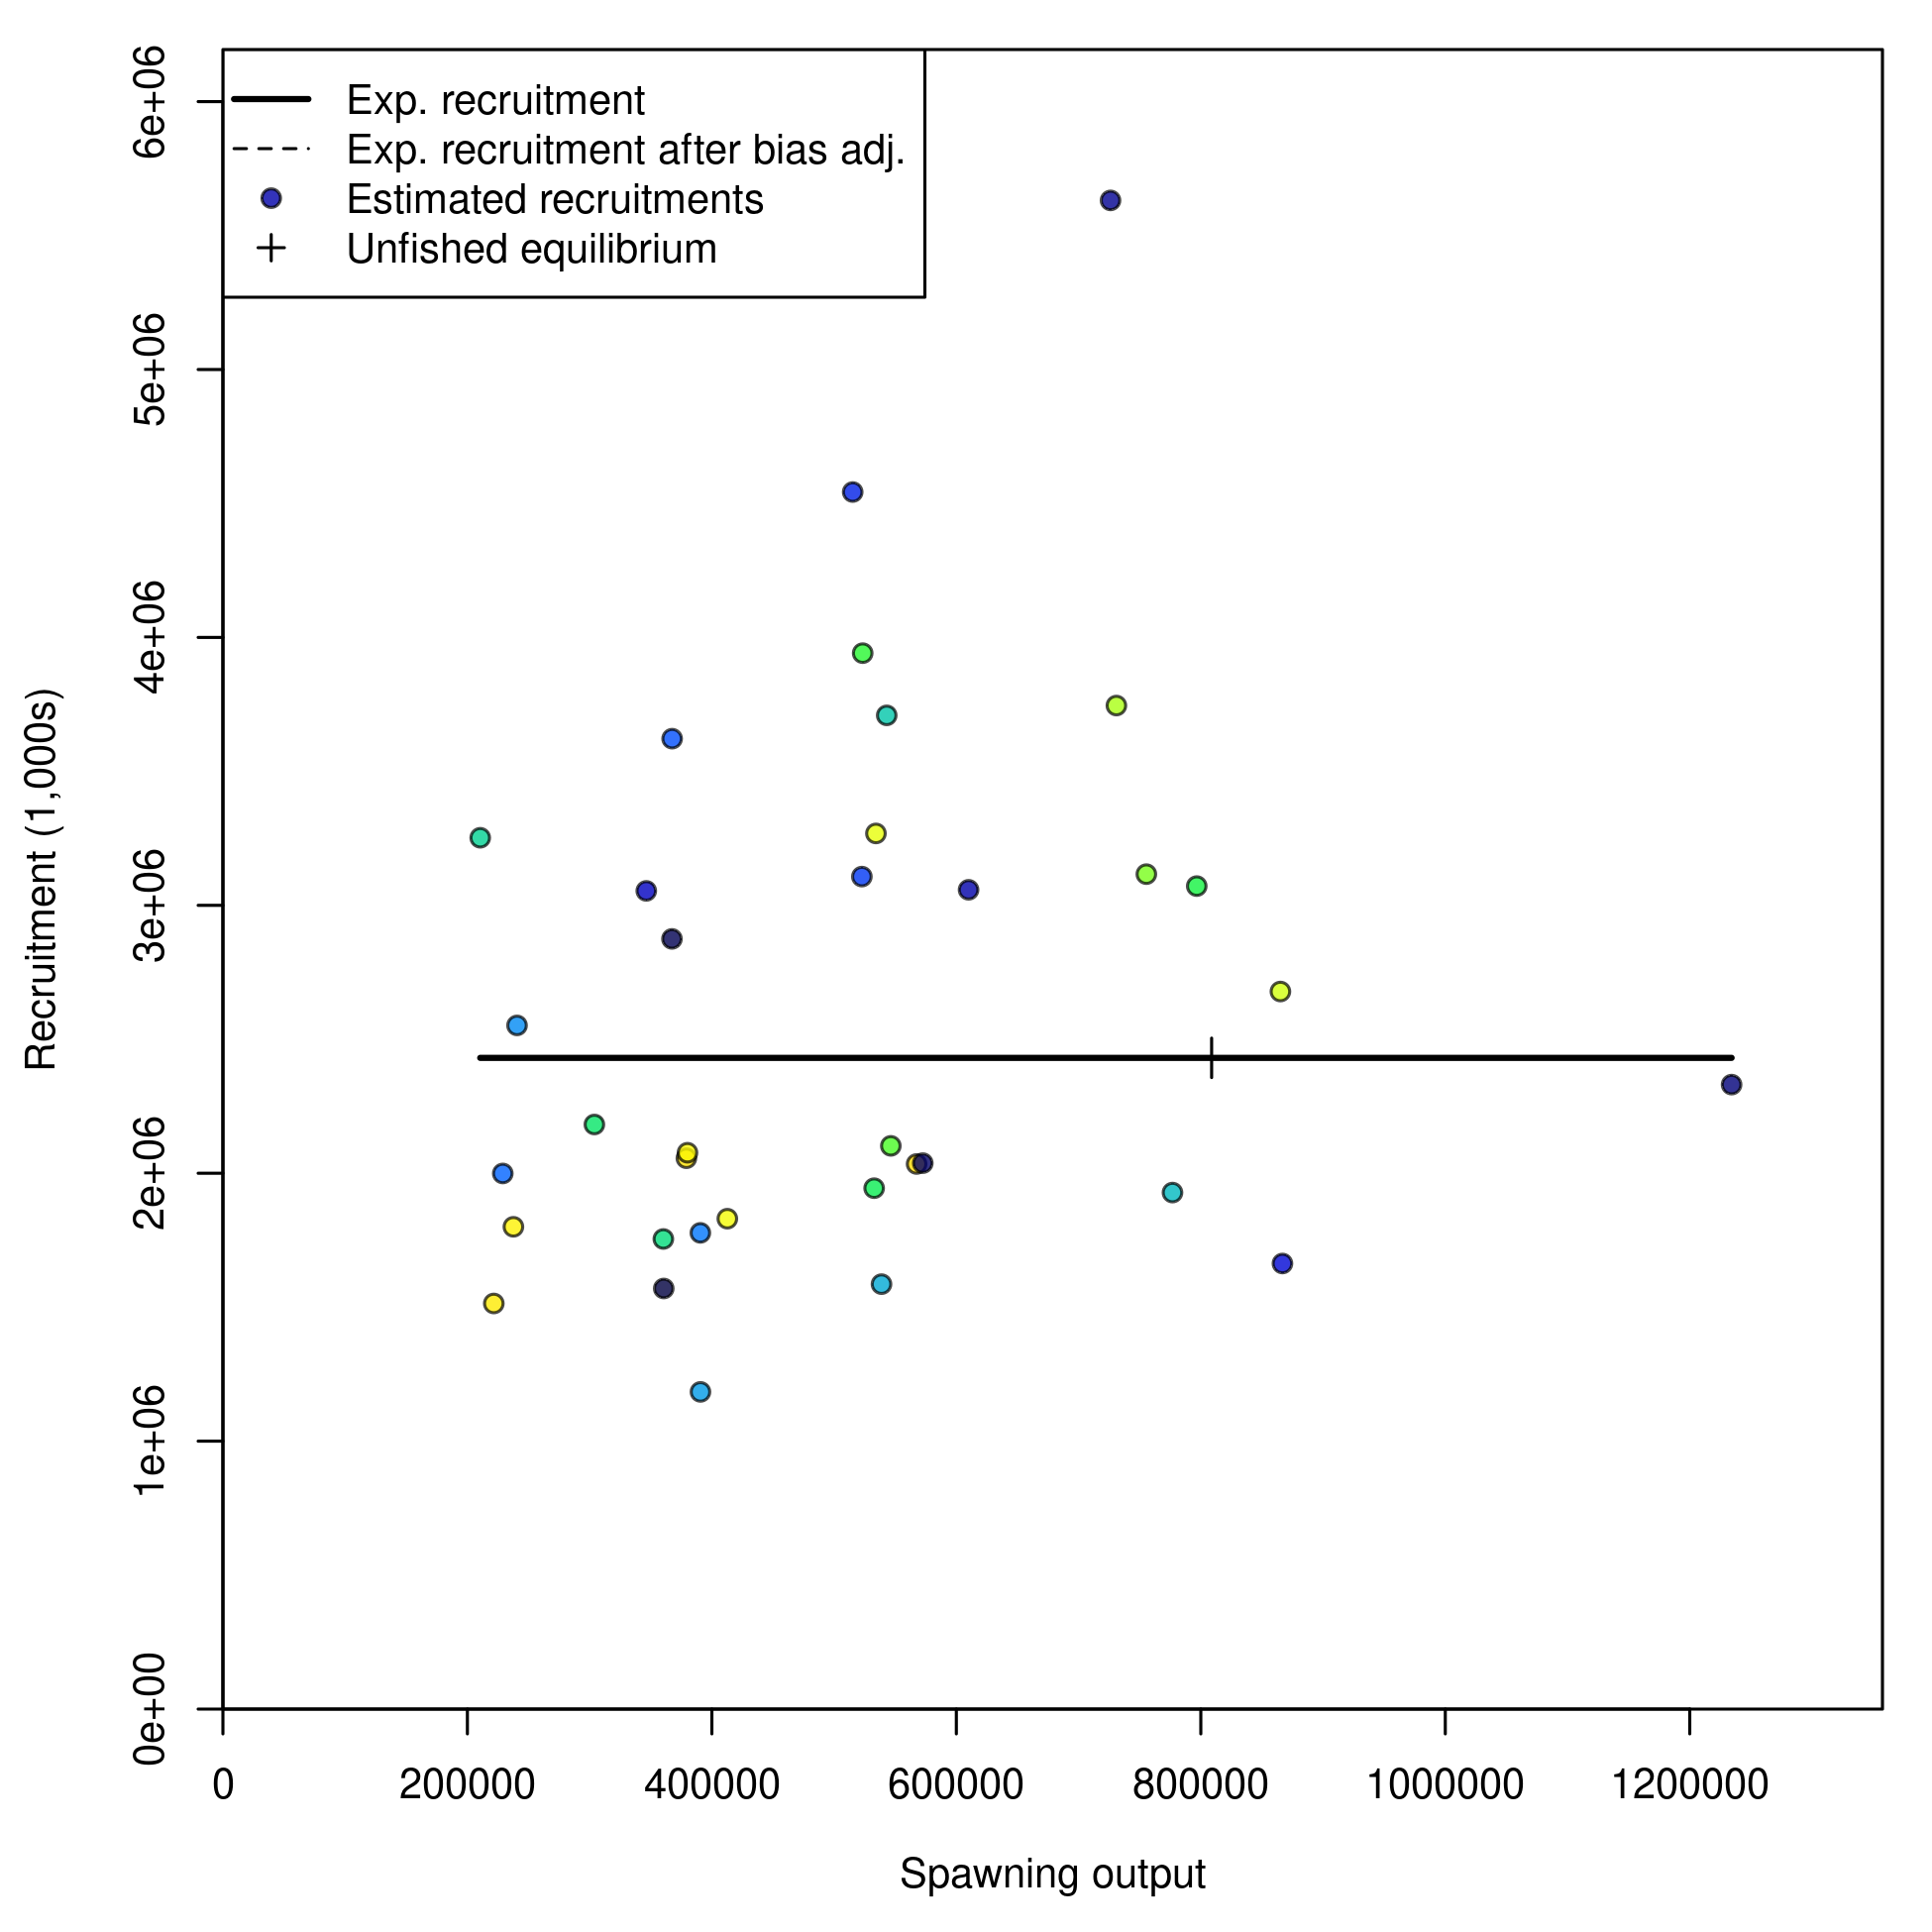 Exp. recruitment
Exp. recruitment after bias adj.
Estimated recruitments
Unfished equilibrium
6e+06
5e+06
4e+06
3e+06
2e+06
1e+06
0e+00
Recruitment (1,000s)
0 200000 400000 600000 800000 1000000 1200000
Spawning output